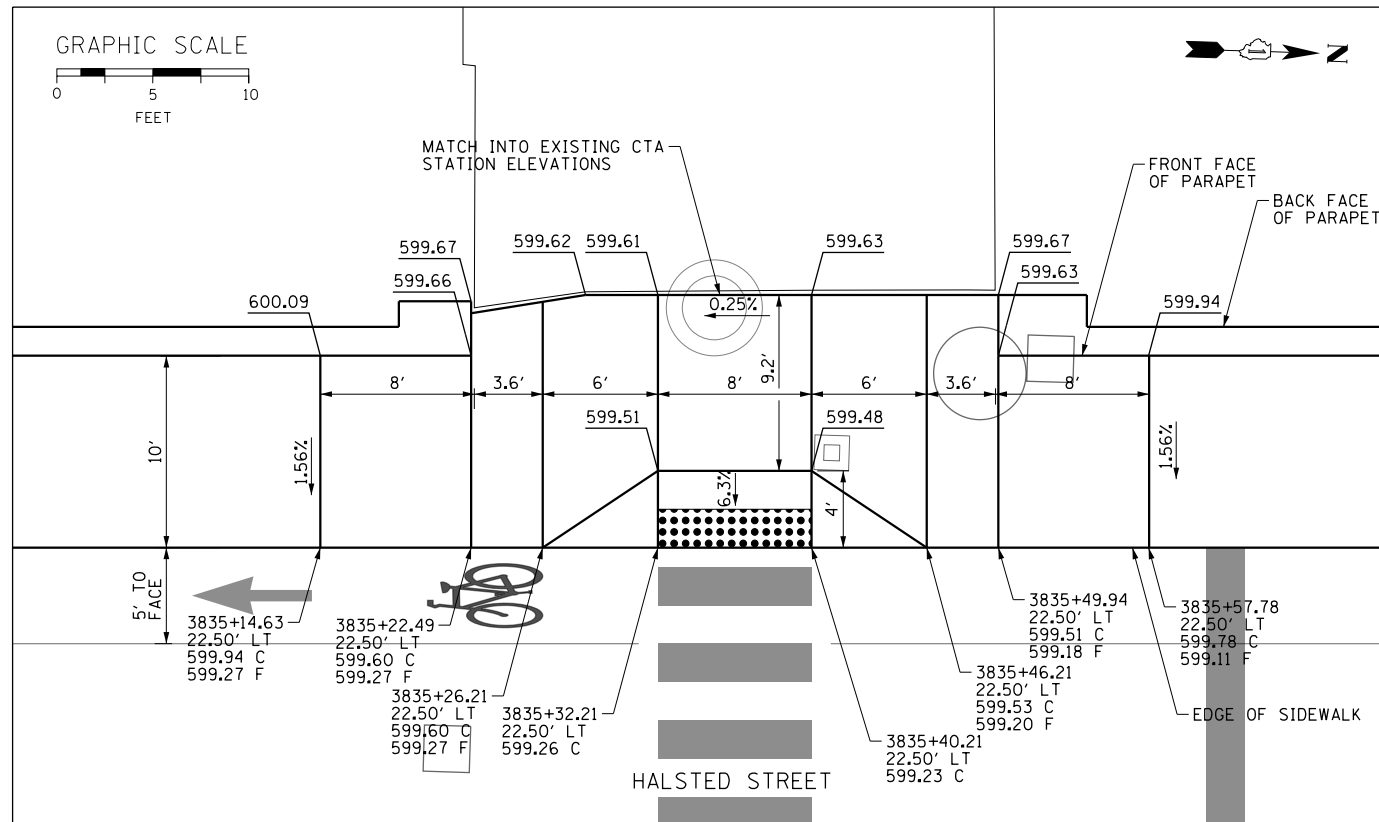 GRAPHIC SCALE
0 5 10
FEET
N
MATCH INTO EXISTING CTA
STATION ELEVATIONS
FRONT FACE
OF PARAPET
BACK FACE
OF PARAPET
599.67
599.62
599.61
599.63
599.67
599.66
599.63
600.09
599.94
0.25%
9.2'
8'
3.6'
6'
8'
6'
3.6'
8'
599.51
599.48
10'
1.56%
6.3%
4'
1.56%
5' TO
FACE
3835+14.63
22.50' LT
599.94 C
599.27 F
3835+22.49
22.50' LT
599.60 C
599.27 F
3835+26.21
22.50' LT
599.60 C
599.27 F
3835+32.21
22.50' LT
599.26 C
3835+40.21
22.50' LT
599.23 C
3835+46.21
22.50' LT
599.53 C
599.20 F
3835+49.94
22.50' LT
599.51 C
599.18 F
3835+57.78
22.50' LT
599.78 C
599.11 F
EDGE OF SIDEWALK
HALSTED STREET